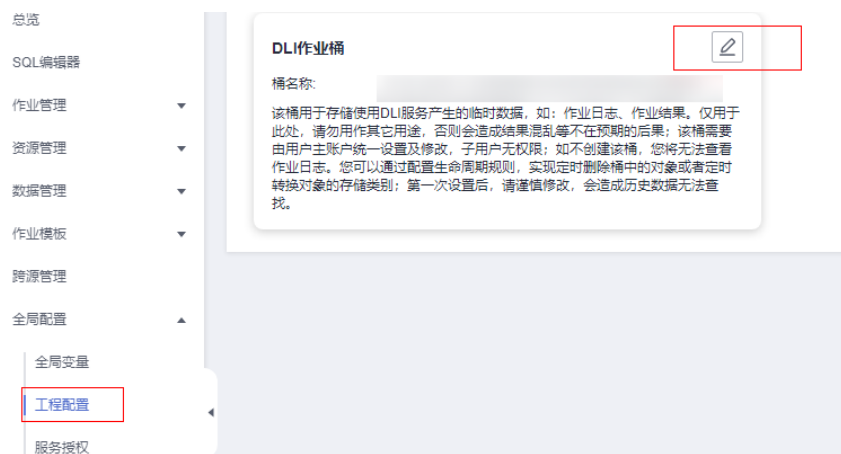 总览
SQL编辑器
作业管理
资源管理
数据管理
作业模板
跨源管理
全局配置
全局变量
工程配置
服务授权
DLI作业桶
桶名称:
该桶用于存储使用DLI服务产生的临时数据，如：作业日志、作业结果。仅用于
此处，请勿用作其它用途，否则会造成结果混乱等不在预期的后果；该桶需要
由用户主账户统一设置及修改，子用户无权限；如不创建该桶，您将无法查看
作业日志。您可以通过配置生命周期规则，实现定时删除桶中的对象或者定时
转换对象的存储类别；第一次设置后，请谨慎修改，会造成历史数据无法查
找。